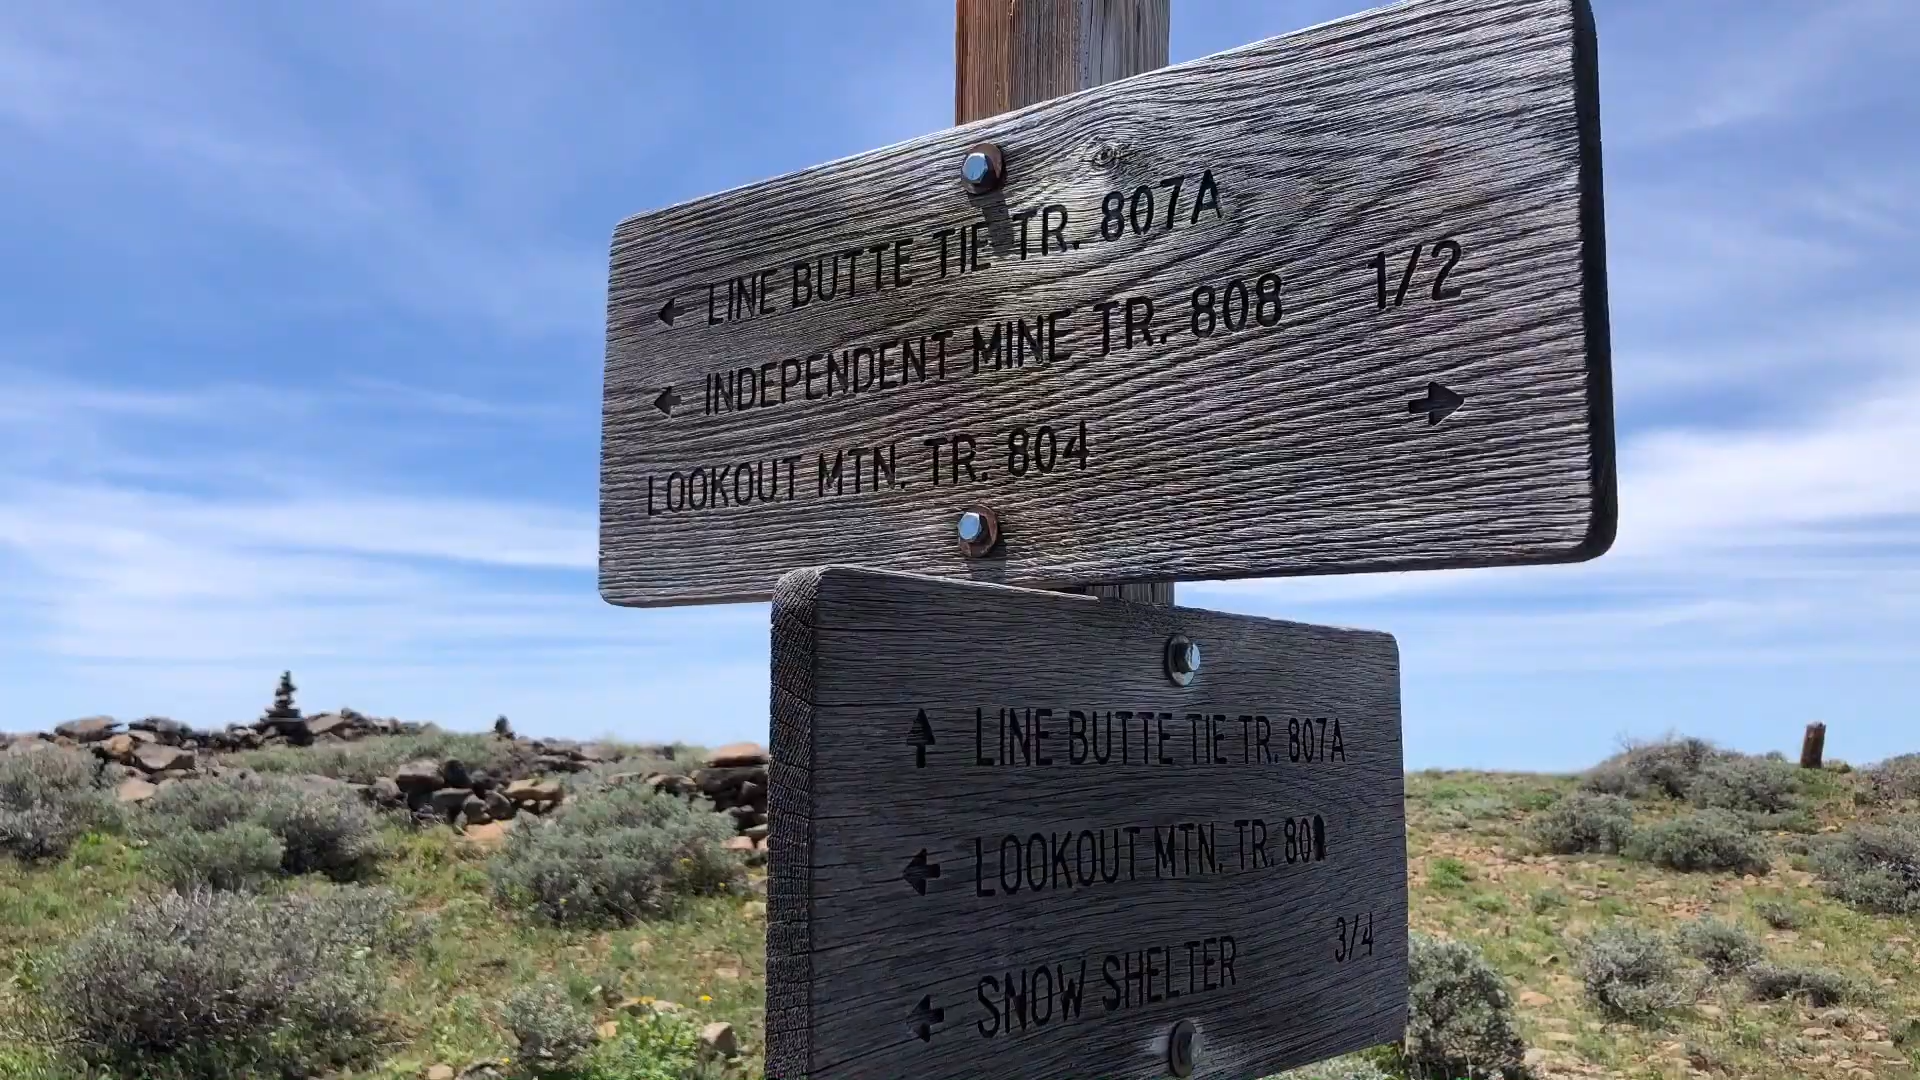 ← LINE BUTTE TIE TR. 807A
← INDEPENDENT MINE TR. 808 1/2
LOOKOUT MTN. TR. 804 →
↑ LINE BUTTE TIE TR. 807A
← LOOKOUT MTN. TR.
← SNOW SHELTER 3/4